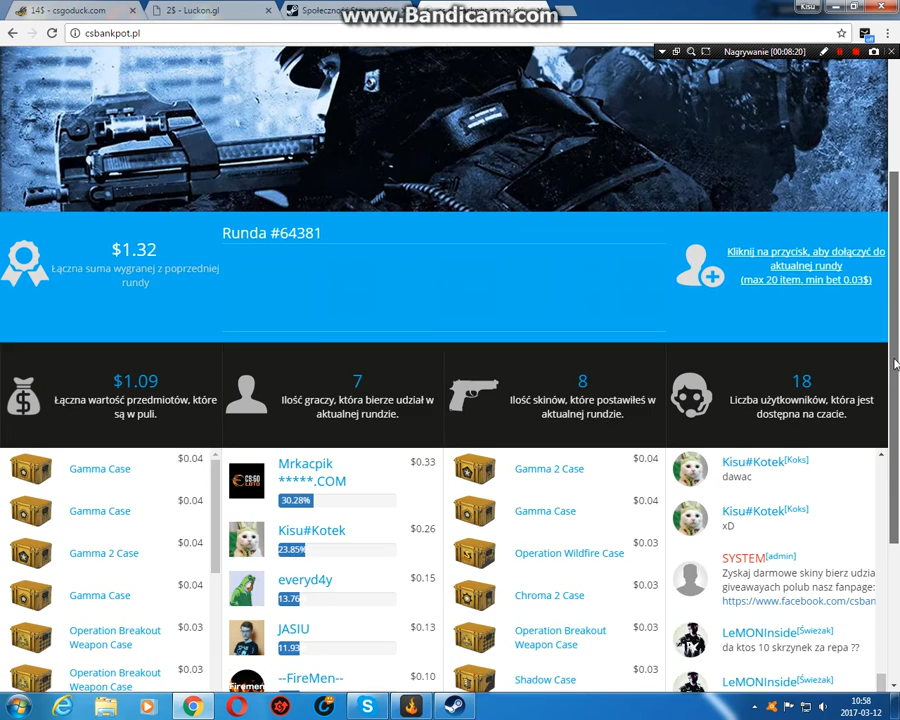 14$ - csgoduck.com
2$ - Luckon.gl
www.Bandicam.com
Kisu
csbankpot.pl
Nagrywanie [00:08:20]
$1.32
Łączna suma wygranej z poprzedniej
rundy
Runda #64381
Kliknij na przycisk, aby dołączyć do
aktualnej rundy
(max 20 item. min bet 0.03$)
$1.09
Łączna wartość przedmiotów, które
są w puli.
7
Ilość graczy, która bierze udział w
aktualnej rundzie.
8
Ilość skinów, które postawiłeś w
aktualnej rundzie.
18
Liczba użytkowników, która jest
dostępna na czacie.
Gamma Case $0.04
Gamma Case $0.04
Gamma 2 Case $0.04
Gamma Case $0.04
Operation Breakout
Weapon Case
$0.03
Operation Breakout
Weapon Case
$0.03
Mrkacpik
*****.COM
$0.33
30.28%
Kisu#Kotek $0.26
23.85%
everyd4y $0.15
13.76
JASIU $0.13
11.93
--FireMen-- $0.10
Firemen
Gamma 2 Case $0.04
Gamma Case $0.04
Operation Wildfire Case $0.03
Chroma 2 Case $0.03
Operation Breakout
Weapon Case
$0.03
Shadow Case $0.03
Kisu#Kotek[Koks]
dawac
Kisu#Kotek[Koks]
xD
SYSTEM[admin]
Zyskaj darmowe skiny bierz udzia
giveawayach polub nasz fanpage:
https://www.facebook.com/csban
LeMONInside[Świeżak]
da ktos 10 skrzynek za repa ??
LeMONInside[Świeżak]
10:58
2017-03-12